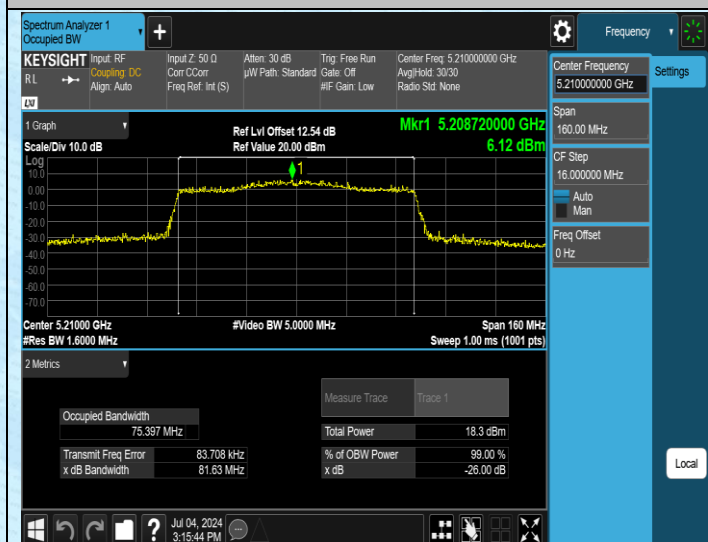 Spectrum Analyzer 1
Occupied BW
+
Frequency
KEYSIGHT
RL
LXI
Input: RF
Coupling: DC
Align: Auto
Input Z: 50 Ω
Corr CCorr
Freq Ref: Int (S)
Atten: 30 dB
µW Path: Standard
Trig: Free Run
Gate: Off
#IF Gain: Low
Center Freq: 5.210000000 GHz
Avg|Hold: 30/30
Radio Std: None
Center Frequency
5.210000000 GHz
Settings
Span
160.00 MHz
CF Step
16.000000 MHz
Auto
Man
Freq Offset
0 Hz
Local
1 Graph
Scale/Div 10.0 dB
Ref Lvl Offset 12.54 dB
Ref Value 20.00 dBm
Mkr1 5.208720000 GHz
6.12 dBm
Log
10.0
0.00
-10.0
-20.0
-30.0
-40.0
-50.0
-60.0
-70.0
1
Center 5.21000 GHz
#Res BW 1.6000 MHz
#Video BW 5.0000 MHz
Span 160 MHz
Sweep 1.00 ms (1001 pts)
2 Metrics
Measure Trace
Trace 1
Occupied Bandwidth
75.397 MHz
Total Power
18.3 dBm
Transmit Freq Error
83.708 kHz
% of OBW Power
99.00 %
x dB Bandwidth
81.63 MHz
x dB
-26.00 dB
?
Jul 04, 2024
3:15:44 PM